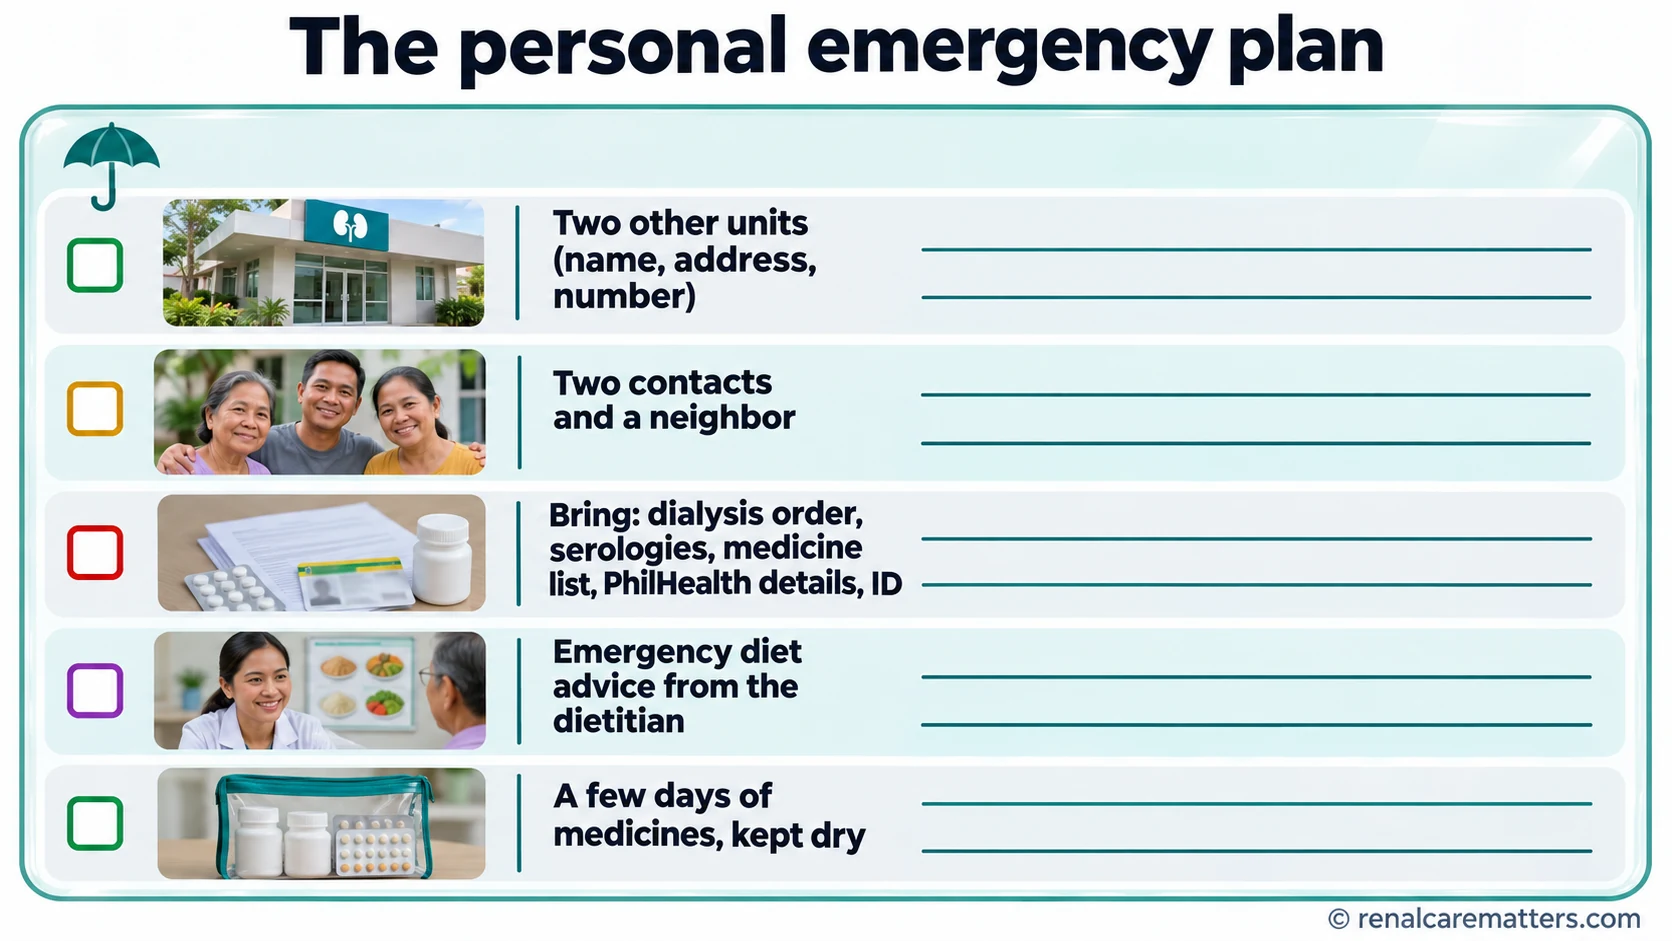 The personal emergency plan
Two other units
(name, address,
number)
Two contacts
and a neighbor
Bring: dialysis order,
serologies, medicine
list, PhilHealth details, ID
Emergency diet
advice from the
dietitian
A few days of
medicines, kept dry
© renalcarematters.com